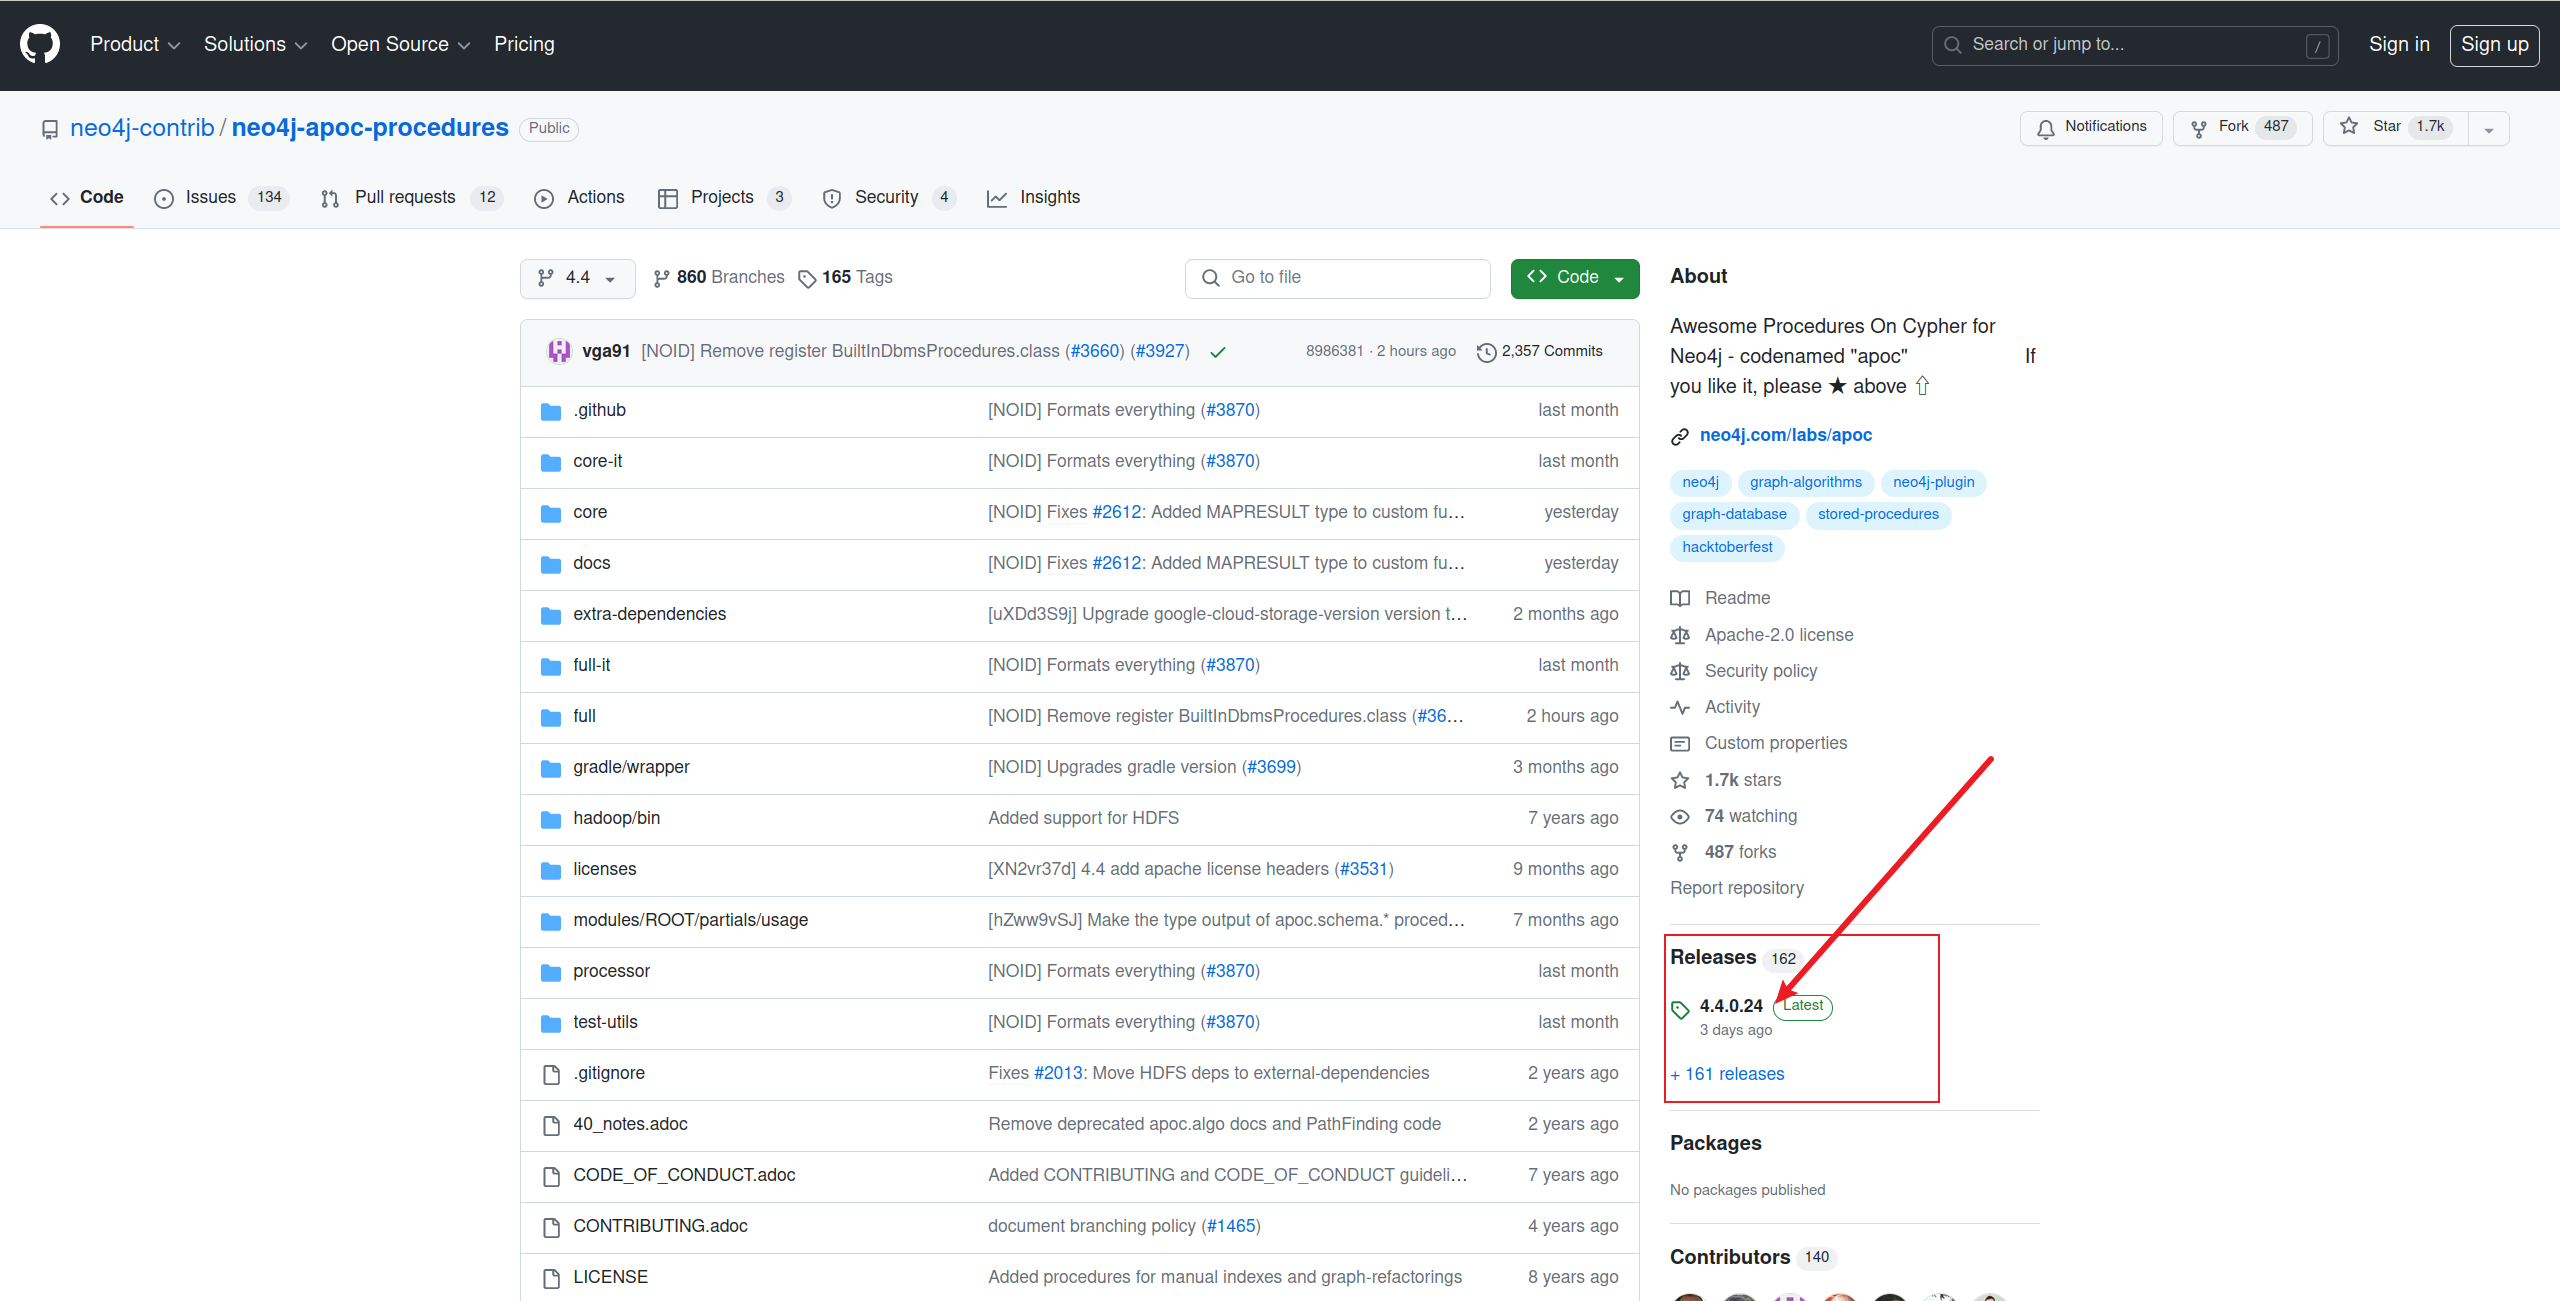 Product Solutions Open Source Pricing Search or jump to... / Sign in Sign up
neo4j-contrib / neo4j-apoc-procedures Public Notifications Fork 487 Star 1.7k
Code Issues 134 Pull requests 12 Actions Projects 3 Security 4 Insights
4.4 860 Branches 165 Tags Go to file Code
vga91 [NOID] Remove register BuiltInDbmsProcedures.class (#3660) (#3927) 8986381 · 2 hours ago 2,357 Commits
.github [NOID] Formats everything (#3870) last month
core-it [NOID] Formats everything (#3870) last month
core [NOID] Fixes #2612: Added MAPRESULT type to custom fu… yesterday
docs [NOID] Fixes #2612: Added MAPRESULT type to custom fu… yesterday
extra-dependencies [uXDd3S9j] Upgrade google-cloud-storage-version version t… 2 months ago
full-it [NOID] Formats everything (#3870) last month
full [NOID] Remove register BuiltInDbmsProcedures.class (#36… 2 hours ago
gradle/wrapper [NOID] Upgrades gradle version (#3699) 3 months ago
hadoop/bin Added support for HDFS 7 years ago
licenses [XN2vr37d] 4.4 add apache license headers (#3531) 9 months ago
modules/ROOT/partials/usage [hZww9vSJ] Make the type output of apoc.schema.* proced… 7 months ago
processor [NOID] Formats everything (#3870) last month
test-utils [NOID] Formats everything (#3870) last month
.gitignore Fixes #2013: Move HDFS deps to external-dependencies 2 years ago
40_notes.adoc Remove deprecated apoc.algo docs and PathFinding code 2 years ago
CODE_OF_CONDUCT.adoc Added CONTRIBUTING and CODE_OF_CONDUCT guideli… 7 years ago
CONTRIBUTING.adoc document branching policy (#1465) 4 years ago
LICENSE Added procedures for manual indexes and graph-refactorings 8 years ago
About
Awesome Procedures On Cypher for
Neo4j - codenamed "apoc" If
you like it, please ★ above ⇧
neo4j.com/labs/apoc
neo4j graph-algorithms neo4j-plugin
graph-database stored-procedures
hacktoberfest
Readme
Apache-2.0 license
Security policy
Activity
Custom properties
1.7k stars
74 watching
487 forks
Report repository
Releases 162
4.4.0.24 Latest
3 days ago
+ 161 releases
Packages
No packages published
Contributors 140